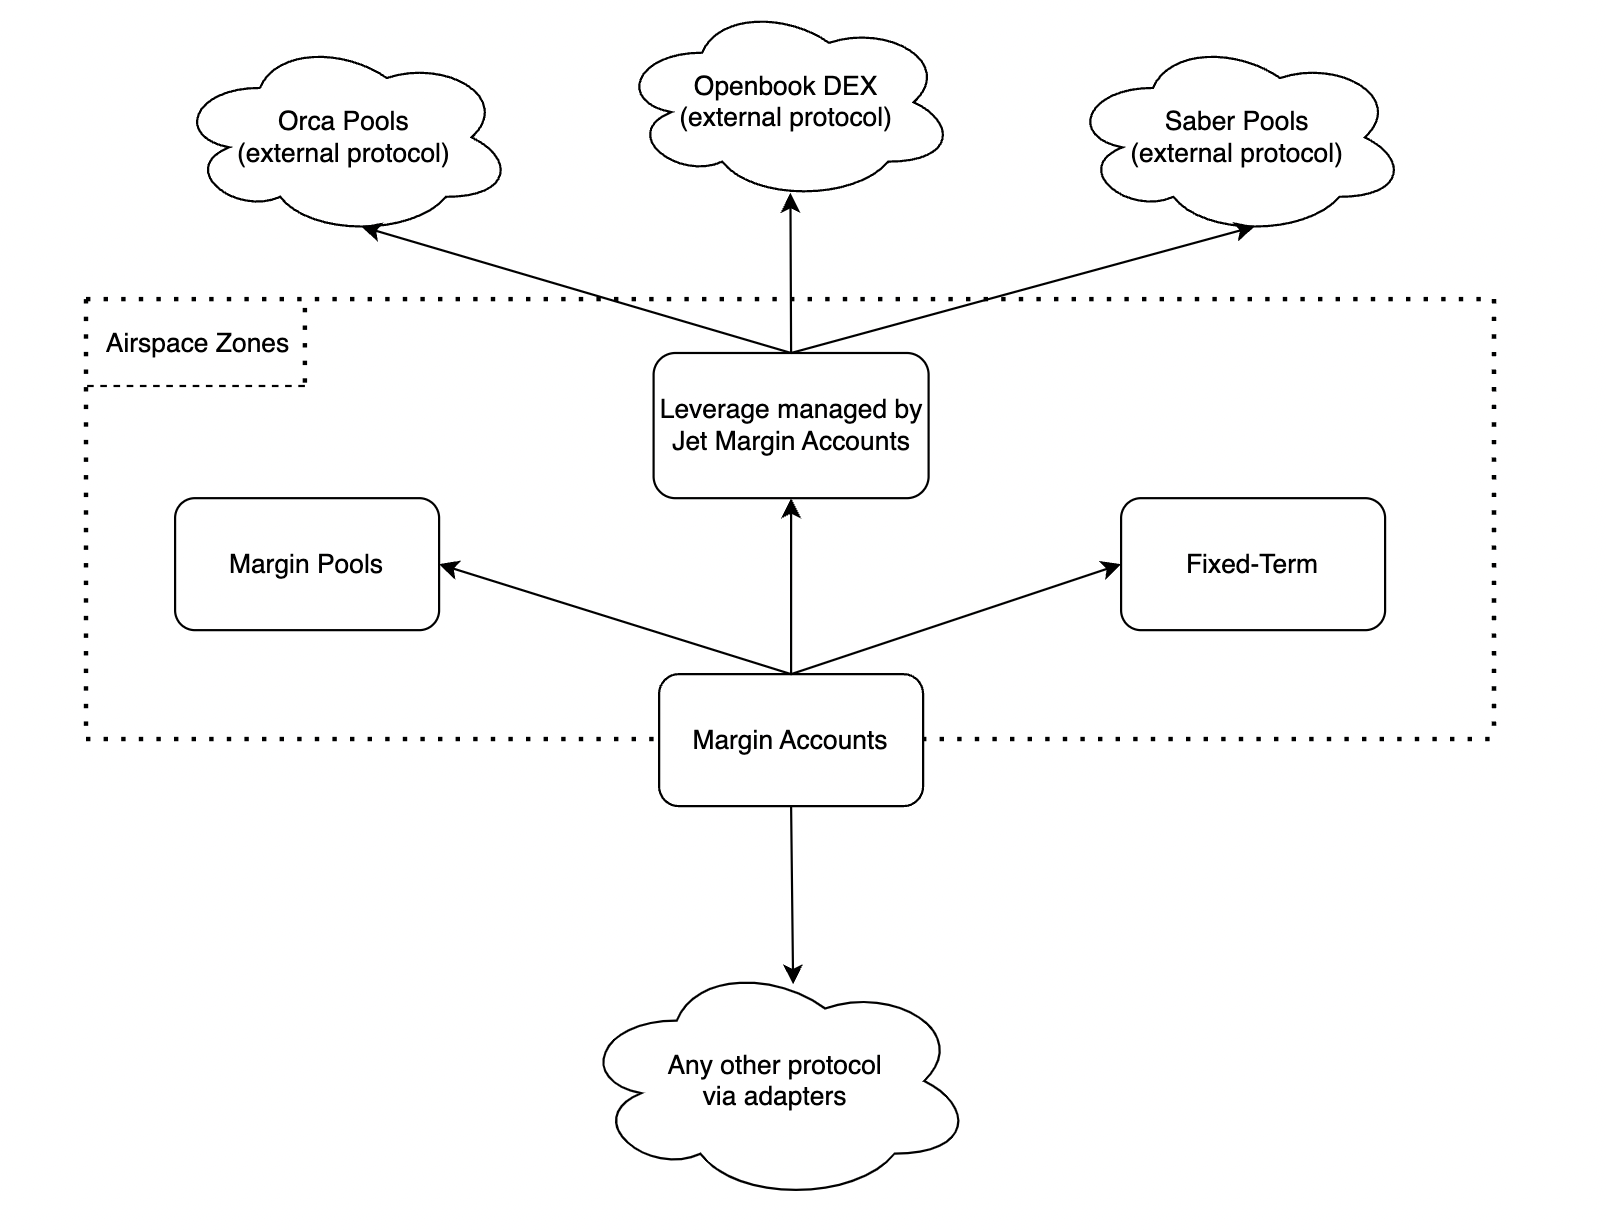 Openbook DEX
(external protocol)
Orca Pools
(external protocol)
Saber Pools
(external protocol)
Airspace Zones
Leverage managed by
Jet Margin Accounts
Margin Pools
Fixed-Term
Margin Accounts
Any other protocol
via adapters